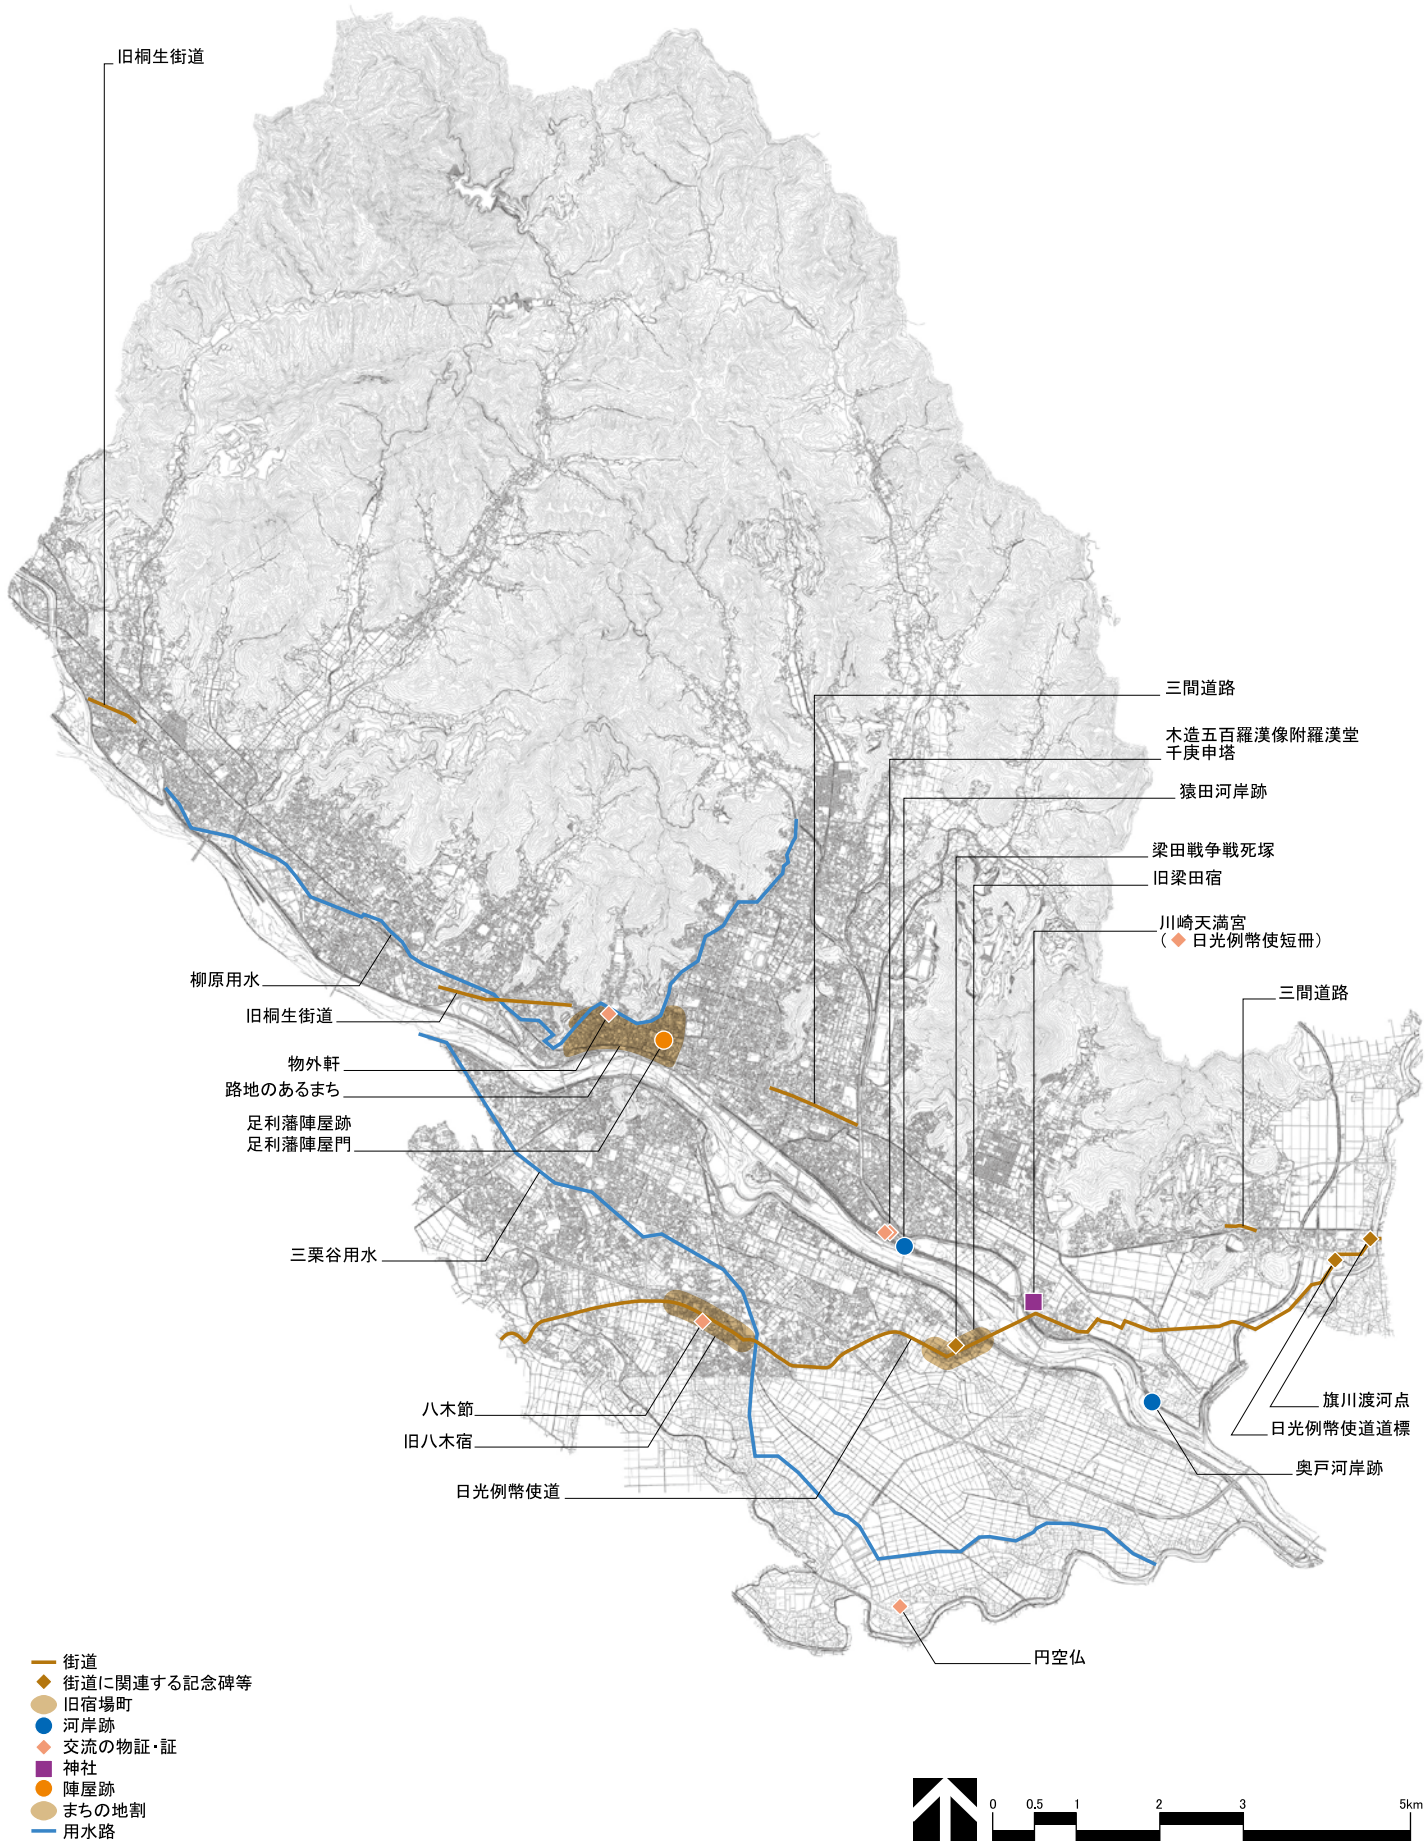 旧桐生街道
三間道路
木造五百羅漢像附羅漢堂
千庚申塔
猿田河岸跡
梁田戦争戦死塚
旧梁田宿
川崎天満宮
(◆日光例幣使短冊)
柳原用水
三間道路
旧桐生街道
物外軒
路地のあるまち
足利藩陣屋跡
足利藩陣屋門
三栗谷用水
八木節
旧八木宿
旗川渡河点
日光例幣使道道標
奥戸河岸跡
日光例幣使道
円空仏
街道
街道に関連する記念碑等
旧宿場町
河岸跡
交流の物証・証
神社
陣屋跡
まちの地割
用水路
0 0.5 1 2 3 5km